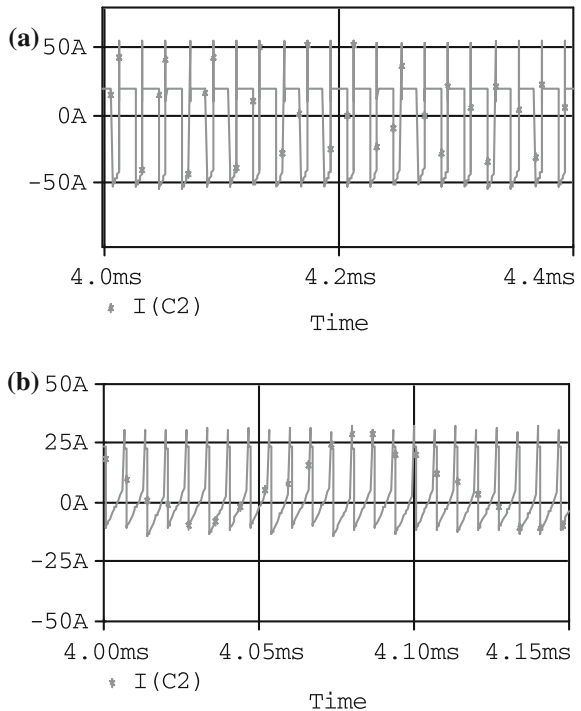 (a) 50A
0A
-50A
4.0ms 4.2ms 4.4ms
I(C2)
Time
(b) 50A
25A
0A
-25A
-50A
4.00ms 4.05ms 4.10ms 4.15ms
I(C2)
Time